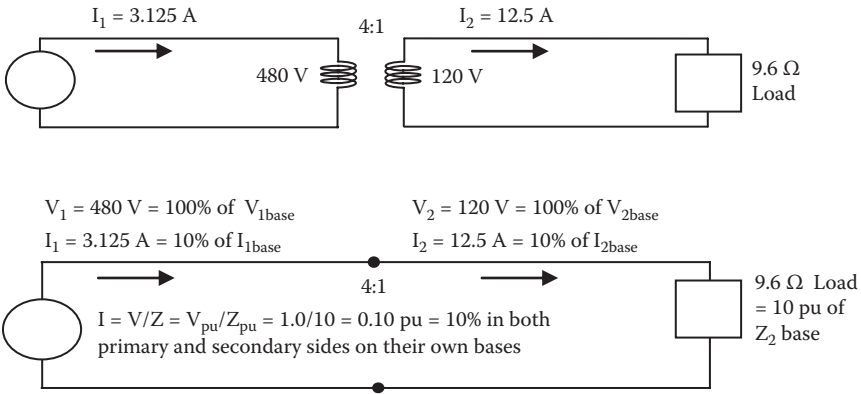 I1 = 3.125 A
4:1
I2 = 12.5 A
480 V
120 V
9.6 Ω
Load
V1 = 480 V = 100% of V1base
V2 = 120 V = 100% of V2base
I1 = 3.125 A = 10% of I1base
I2 = 12.5 A = 10% of I2base
4:1
I = V/Z = Vpu/Zpu = 1.0/10 = 0.10 pu = 10% in both
primary and secondary sides on their own bases
9.6 Ω Load
= 10 pu of
Z2 base